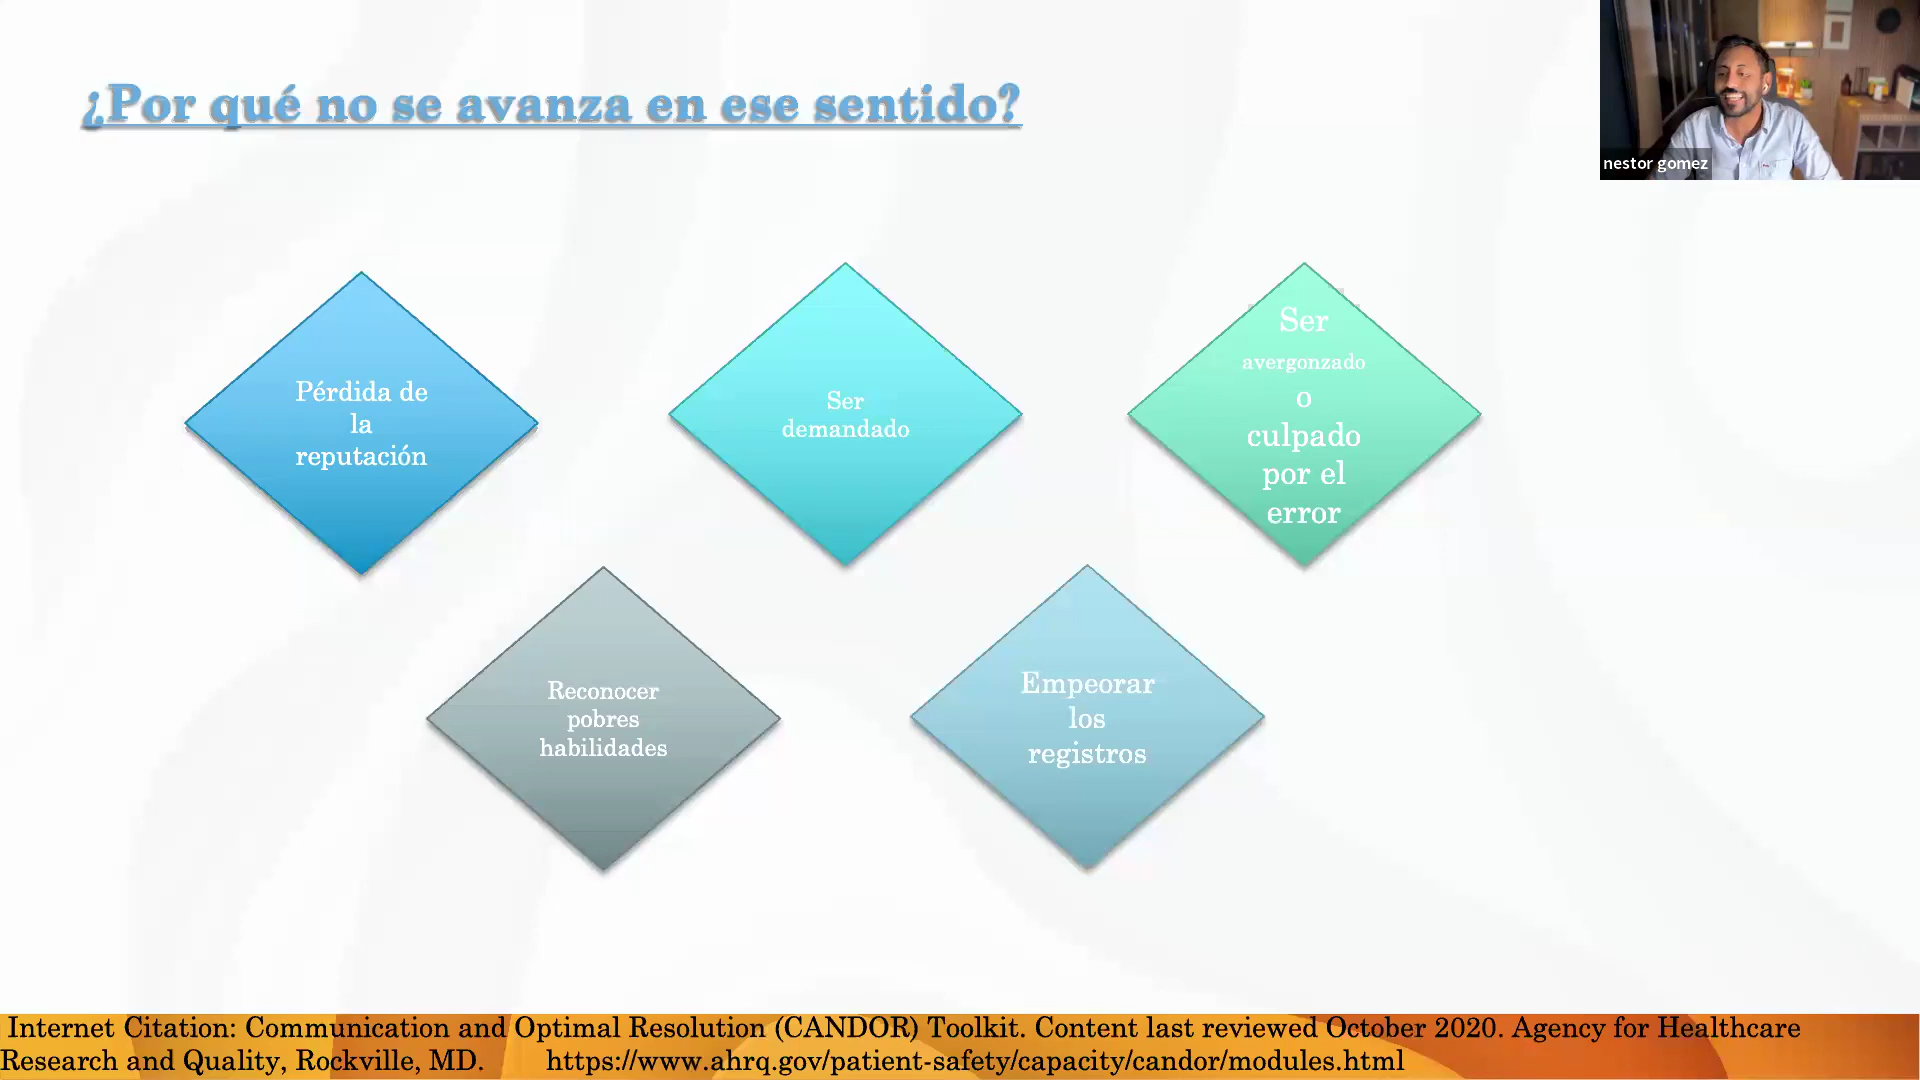 ¿Por qué no se avanza en ese sentido?
nestor gomez
Pérdida de
la
reputación
Ser
demandado
Ser
avergonzado
o
culpado
por el
error
Reconocer
pobres
habilidades
Empeorar
los
registros
Internet Citation: Communication and Optimal Resolution (CANDOR) Toolkit. Content last reviewed October 2020. Agency for Healthcare
Research and Quality, Rockville, MD. https://www.ahrq.gov/patient-safety/capacity/candor/modules.html